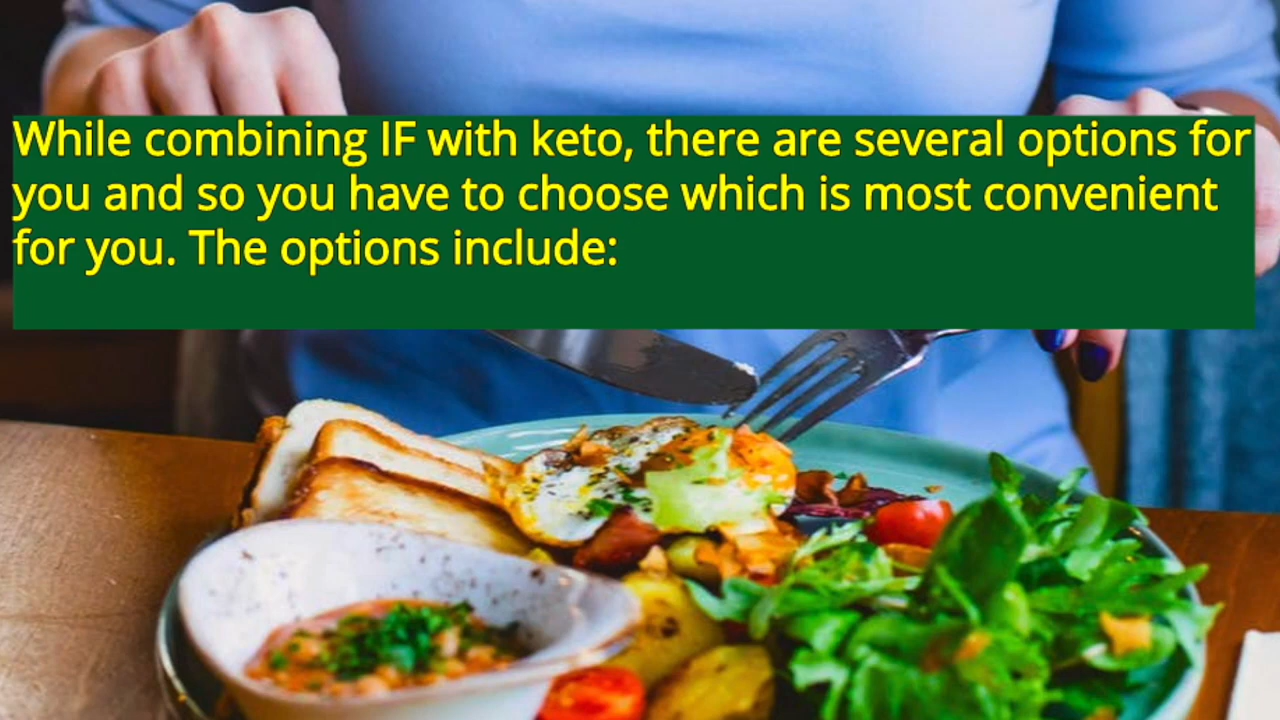 While combining IF with keto, there are several options for
you and so you have to choose which is most convenient
for you. The options include: